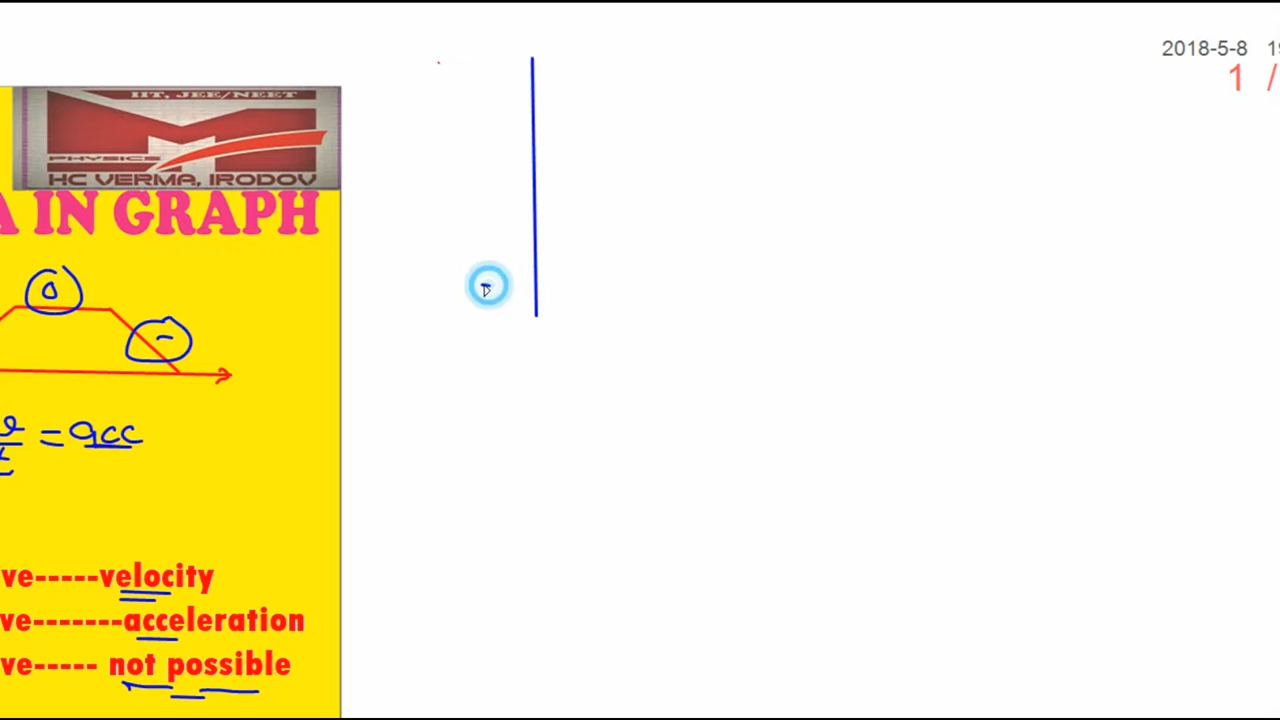 2018-5-8 19
1 /
IIT, JEE/NEET
PHYSICS
HC VERMA, IRODOV
A IN GRAPH
0
-
= acc
ve-----velocity
ve-------acceleration
ve----- not possible